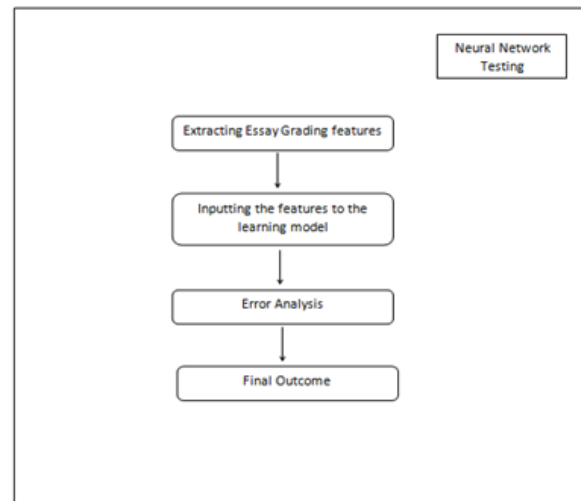 Neural Network
Testing
Extracting Essay Grading features
Inputting the features to the
learning model
Error Analysis
Final Outcome